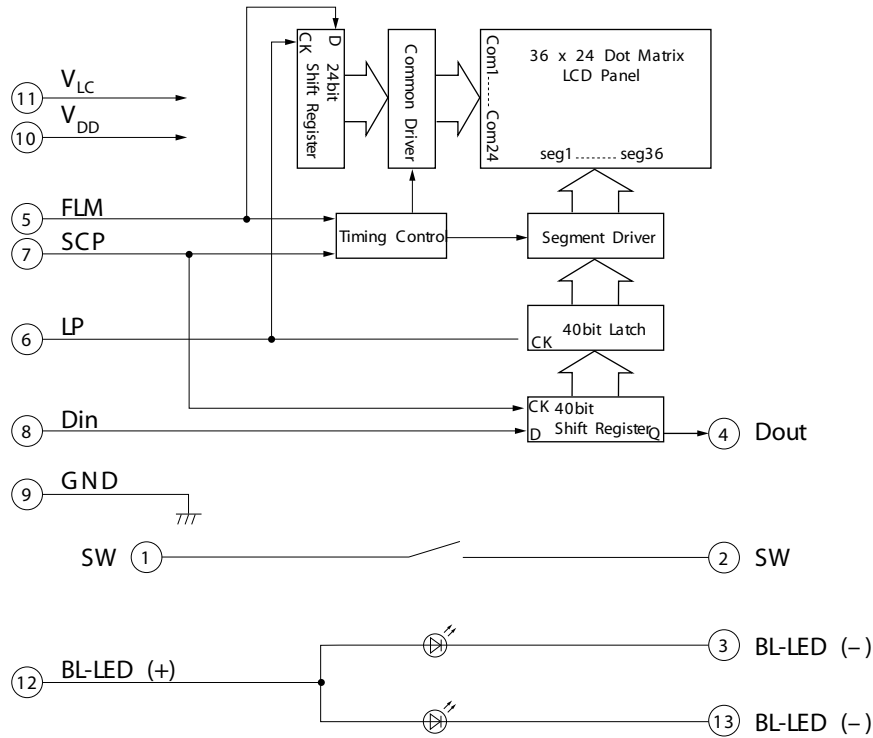 D
CK
24bit
Shift Register
Common Driver
Com1........Com24
36 x 24 Dot Matrix
LCD Panel
seg1........seg36
11 VLC
10 VDD
5 FLM
7 SCP
Timing Control
Segment Driver
6 LP
40bit Latch
CK
8 Din
CK 40bit
Shift Register
D
Q
4 Dout
9 GND
SW 1
2 SW
12 BL-LED (+)
3 BL-LED (−)
13 BL-LED (−)